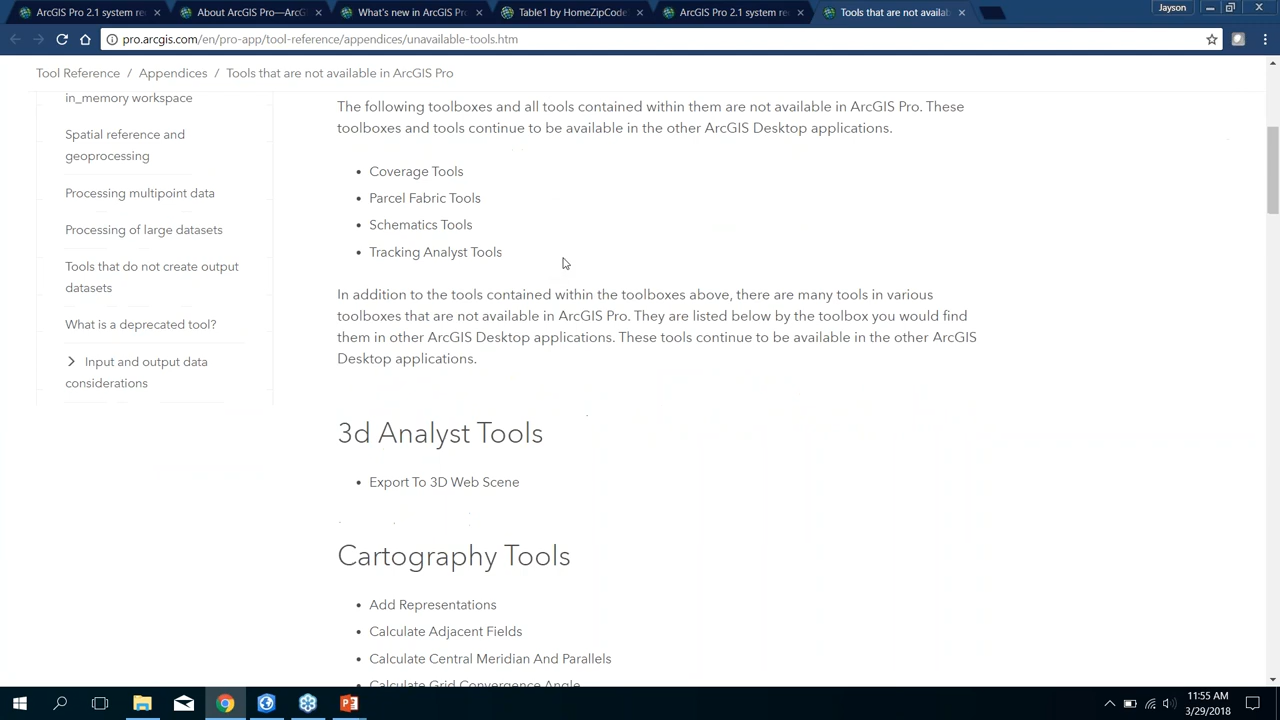 ArcGIS Pro 2.1 system rec
About ArcGIS Pro—ArcG
What's new in ArcGIS Pro
Table1 by HomeZipCode
ArcGIS Pro 2.1 system rec
Tools that are not availab
Jayson
pro.arcgis.com/en/pro-app/tool-reference/appendices/unavailable-tools.htm
Tool Reference / Appendices / Tools that are not available in ArcGIS Pro
in_memory workspace
Spatial reference and
geoprocessing
Processing multipoint data
Processing of large datasets
Tools that do not create output
datasets
What is a deprecated tool?
Input and output data
considerations
The following toolboxes and all tools contained within them are not available in ArcGIS Pro. These
toolboxes and tools continue to be available in the other ArcGIS Desktop applications.
• Coverage Tools
• Parcel Fabric Tools
• Schematics Tools
• Tracking Analyst Tools
In addition to the tools contained within the toolboxes above, there are many tools in various
toolboxes that are not available in ArcGIS Pro. They are listed below by the toolbox you would find
them in other ArcGIS Desktop applications. These tools continue to be available in the other ArcGIS
Desktop applications.
3d Analyst Tools
• Export To 3D Web Scene
Cartography Tools
• Add Representations
• Calculate Adjacent Fields
• Calculate Central Meridian And Parallels
• Calculate Grid Convergence Angle
11:55 AM
3/29/2018